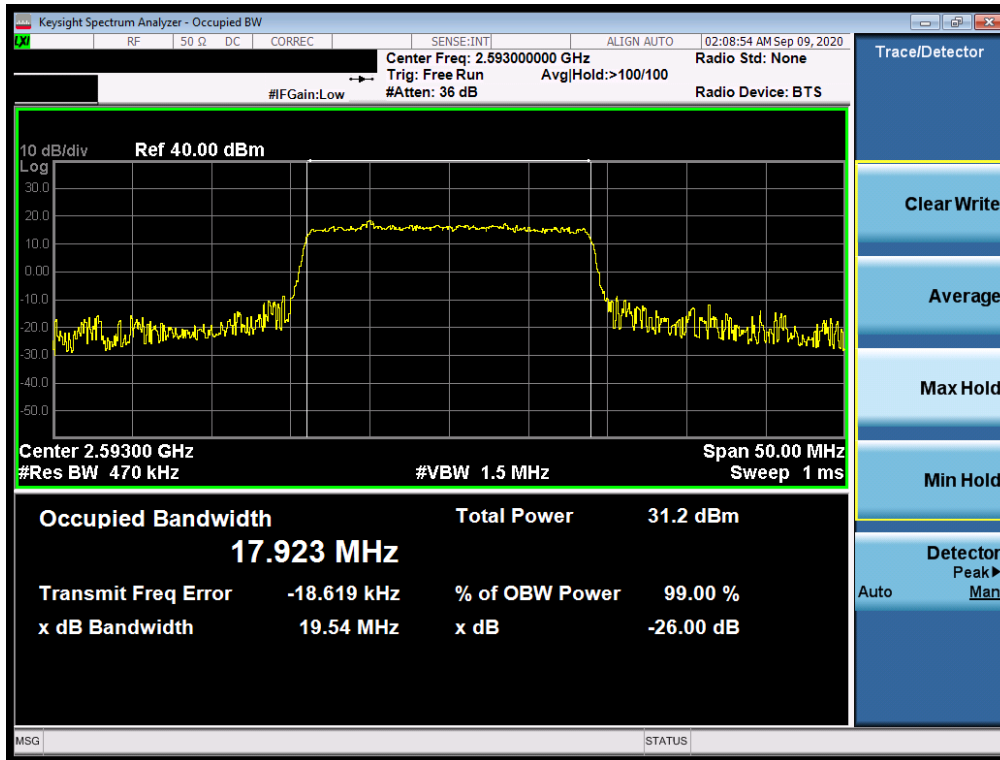 Keysight Spectrum Analyzer - Occupied BW
LXI RF 50 Ω DC CORREC SENSE:INT ALIGN AUTO 02:08:54 AM Sep 09, 2020
Center Freq: 2.593000000 GHz Radio Std: None
Trig: Free Run Avg|Hold:>100/100
#IFGain:Low #Atten: 36 dB Radio Device: BTS
10 dB/div Ref 40.00 dBm
Log
30.0
20.0
10.0
0.00
-10.0
-20.0
-30.0
-40.0
-50.0
Center 2.59300 GHz Span 50.00 MHz
#Res BW 470 kHz #VBW 1.5 MHz Sweep 1 ms
Occupied Bandwidth Total Power 31.2 dBm
17.923 MHz
Transmit Freq Error -18.619 kHz % of OBW Power 99.00 %
x dB Bandwidth 19.54 MHz x dB -26.00 dB
MSG STATUS
Trace/Detector
Clear Write
Average
Max Hold
Min Hold
Detector
Peak▶
Auto Man